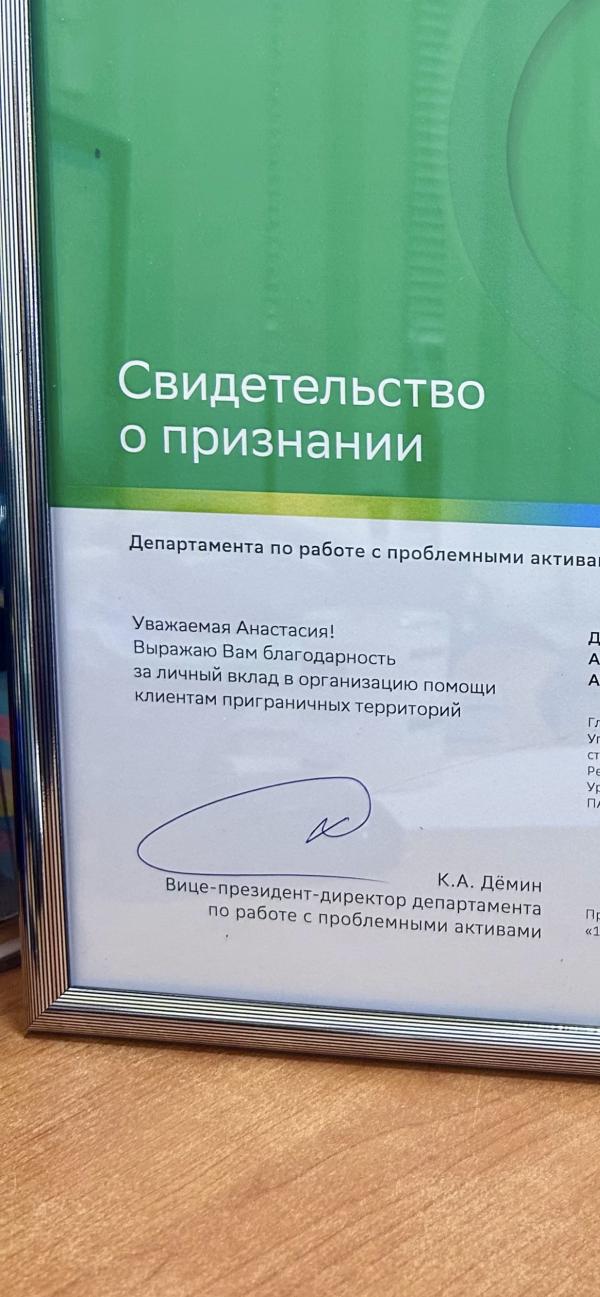 Свидетельство
о признании
Департамента по работе с проблемными
Уважаемая Анастасия!
Выражаю Вам благодарность
за личный вклад в организацию помощи
клиентам приграничных территорий
К.А. Дёмин
Вице-президент-директор департамента
по работе с проблемными активами